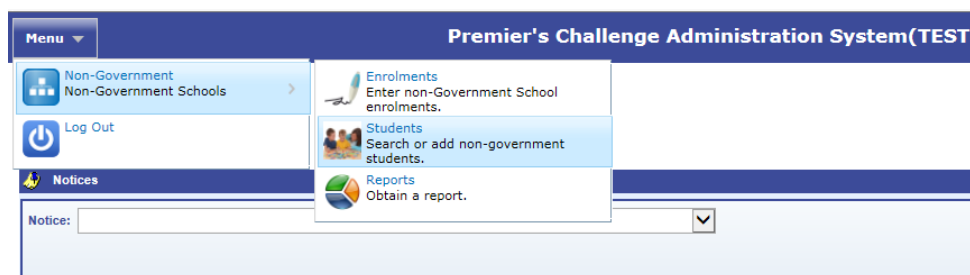 Menu
Premier's Challenge Administration System(TEST
Non-Government
Non-Government Schools
Log Out
Enrolments
Enter non-Government School
enrolments.
Students
Search or add non-government
students.
Reports
Obtain a report.
Notices
Notice: